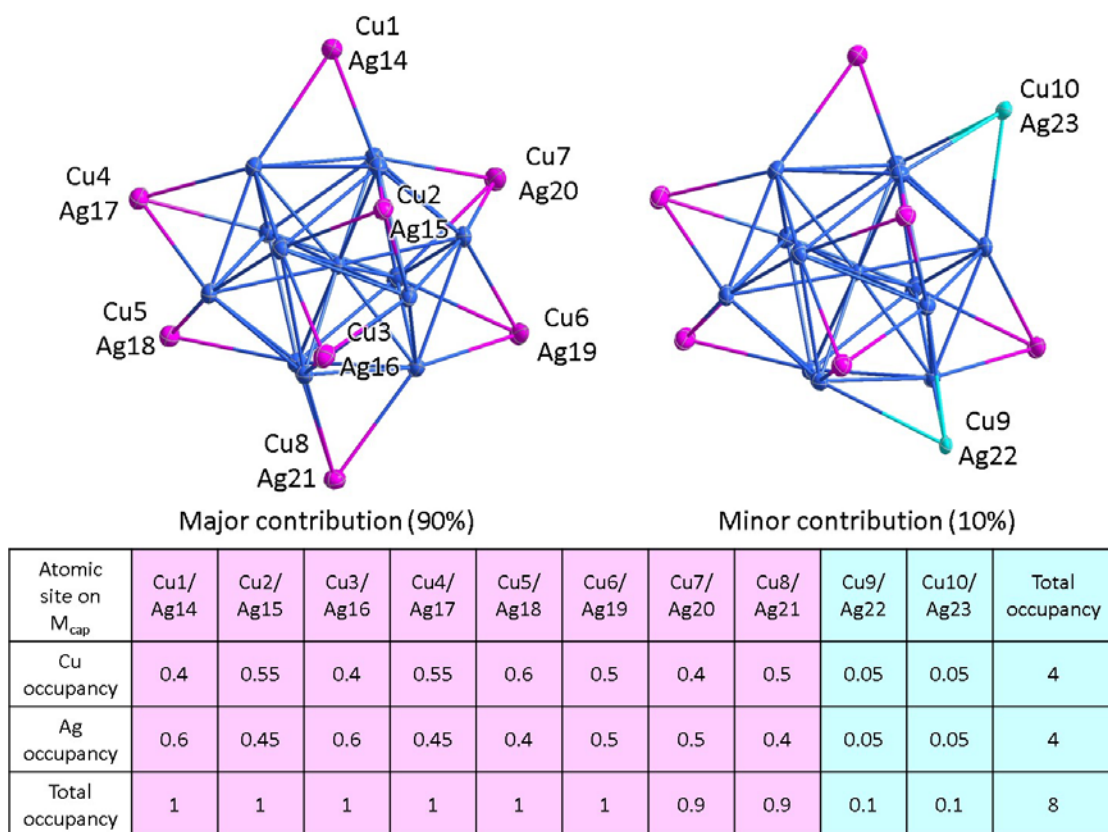 Cu1
Ag14
Cu4
Ag17
Cu2
Ag15
Cu7
Ag20
Cu5
Ag18
Cu3
Ag16
Cu6
Ag19
Cu8
Ag21
Major contribution (90%)
Cu10
Ag23
Cu9
Ag22
Minor contribution (10%)
Atomic site on Mcap Cu1/Ag14 Cu2/Ag15 Cu3/Ag16 Cu4/Ag17 Cu5/Ag18 Cu6/Ag19 Cu7/Ag20 Cu8/Ag21 Cu9/Ag22 Cu10/Ag23 Total occupancy
Cu occupancy 0.4 0.55 0.4 0.55 0.6 0.5 0.4 0.5 0.05 0.05 4
Ag occupancy 0.6 0.45 0.6 0.45 0.4 0.5 0.5 0.4 0.05 0.05 4
Total occupancy 1 1 1 1 1 1 0.9 0.9 0.1 0.1 8